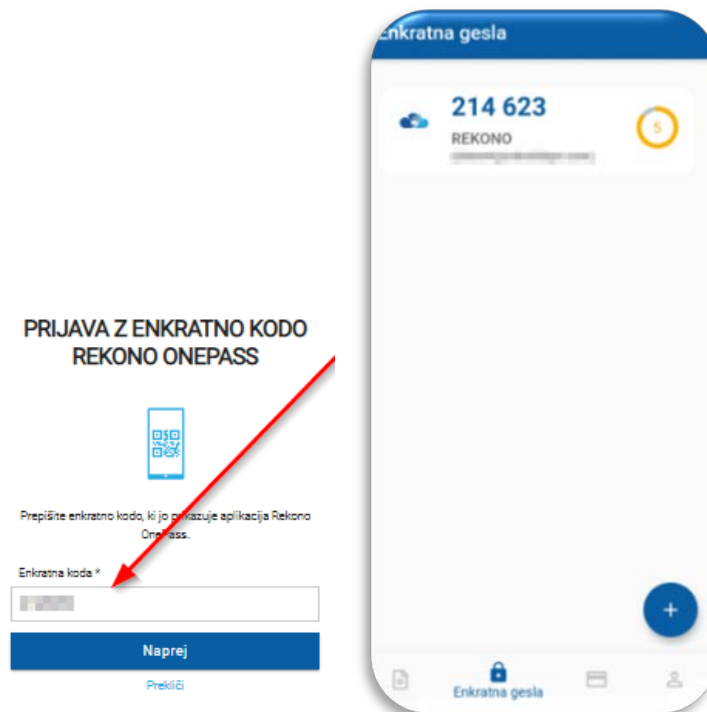 PRIJAVA Z ENKRATNO KODO
REKONO ONEPASS
Prepišite enkratno kodo, ki jo prikazuje aplikacija Rekono
OnePass.
Enkratna koda *
Naprej
Prekliči
Enkratna gesla
214 623
REKONO
5
+
Enkratna gesla